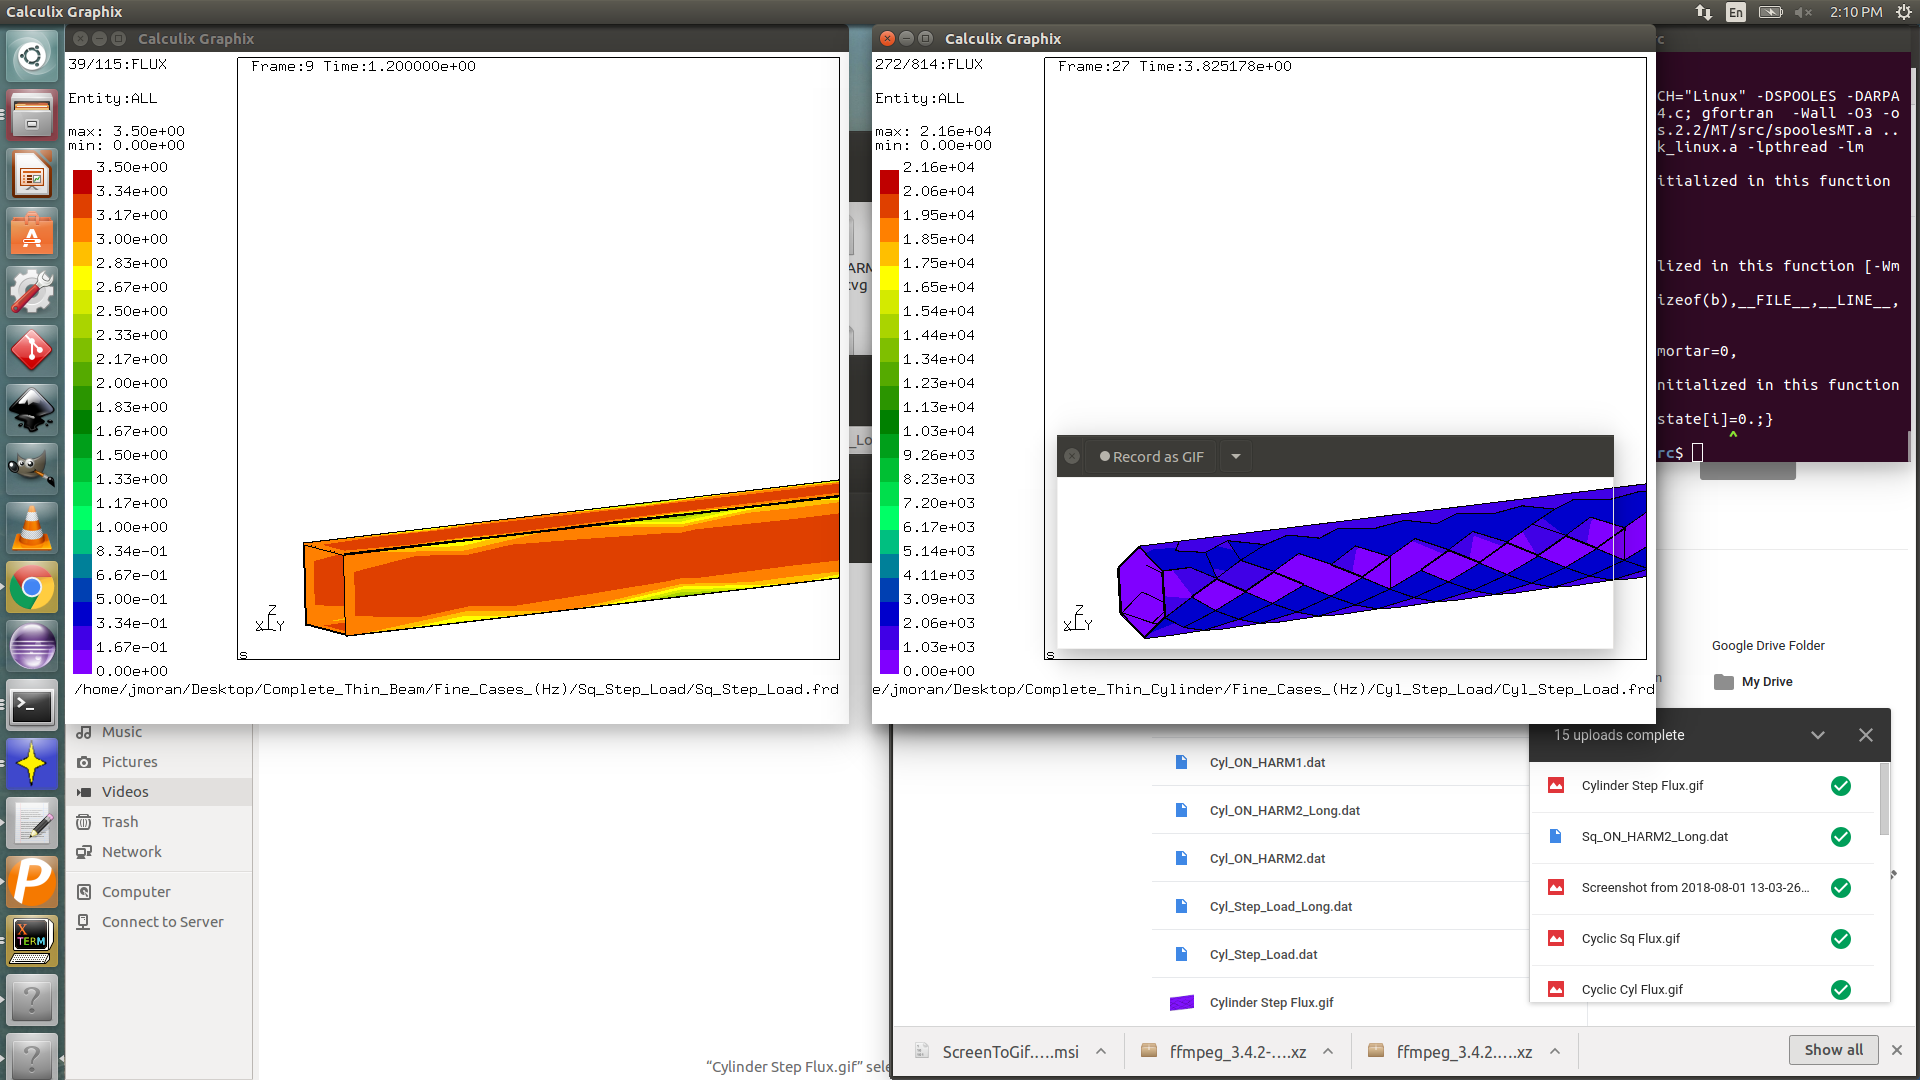 Calculix Graphix
En
2:10 PM
Calculix Graphix
39/115:FLUX
Frame:9 Time:1.200000e+00
Entity:ALL
max: 3.50e+00
min: 0.00e+00
3.50e+00
3.34e+00
3.17e+00
3.00e+00
2.83e+00
2.67e+00
2.50e+00
2.33e+00
2.17e+00
2.00e+00
1.83e+00
1.67e+00
1.50e+00
1.33e+00
1.17e+00
1.00e+00
8.34e-01
6.67e-01
5.00e-01
3.34e-01
1.67e-01
0.00e+00
Z
X Y
s
/home/jmoran/Desktop/Complete_Thin_Beam/Fine_Cases_(Hz)/Sq_Step_Load/Sq_Step_Load.frd
Calculix Graphix
272/814:FLUX
Frame:27 Time:3.825178e+00
Entity:ALL
max: 2.16e+04
min: 0.00e+00
2.16e+04
2.06e+04
1.95e+04
1.85e+04
1.75e+04
1.65e+04
1.54e+04
1.44e+04
1.34e+04
1.23e+04
1.13e+04
1.03e+04
9.26e+03
8.23e+03
7.20e+03
6.17e+03
5.14e+03
4.11e+03
3.09e+03
2.06e+03
1.03e+03
0.00e+00
Record as GIF
Z
X Y
s
e/jmoran/Desktop/Complete_Thin_Cylinder/Fine_Cases_(Hz)/Cyl_Step_Load/Cyl_Step_Load.frd
ARM
tvg
_Lo
rc
CH="Linux" -DSPOOLES -DARPA
4.c; gfortran  -Wall -O3 -o
s.2.2/MT/src/spoolesMT.a ..
k_linux.a -lpthread -lm
itialized in this function
lized in this function [-Wm
izeof(b),__FILE__,__LINE__,
mortar=0,
nitialized in this function
state[i]=0.;}
^
rc$
Google Drive Folder
My Drive
Music
Pictures
Videos
Trash
Network
Computer
Connect to Server
“Cylinder Step Flux.gif” sele
Cyl_ON_HARM1.dat
Cyl_ON_HARM2_Long.dat
Cyl_ON_HARM2.dat
Cyl_Step_Load_Long.dat
Cyl_Step_Load.dat
Cylinder Step Flux.gif
15 uploads complete
Cylinder Step Flux.gif
Sq_ON_HARM2_Long.dat
Screenshot from 2018-08-01 13-03-26...
Cyclic Sq Flux.gif
Cyclic Cyl Flux.gif
ScreenToGif.....msi
ffmpeg_3.4.2-....xz
ffmpeg_3.4.2.....xz
Show all
X
TERM